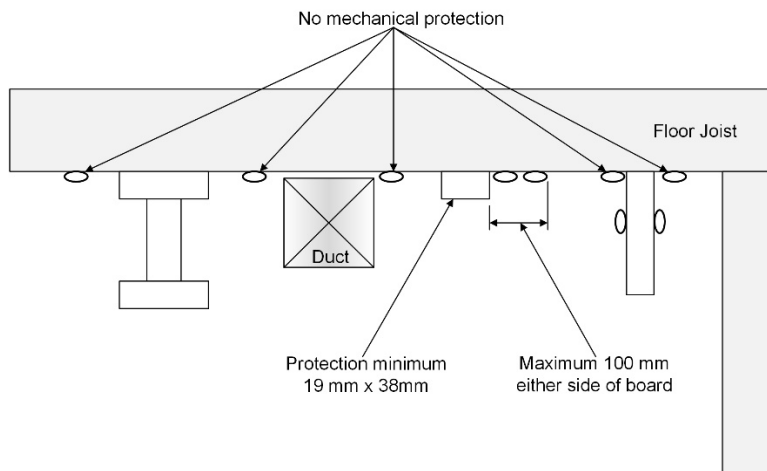 No mechanical protection
Floor Joist
Duct
Protection minimum
19 mm x 38mm
Maximum 100 mm
either side of board